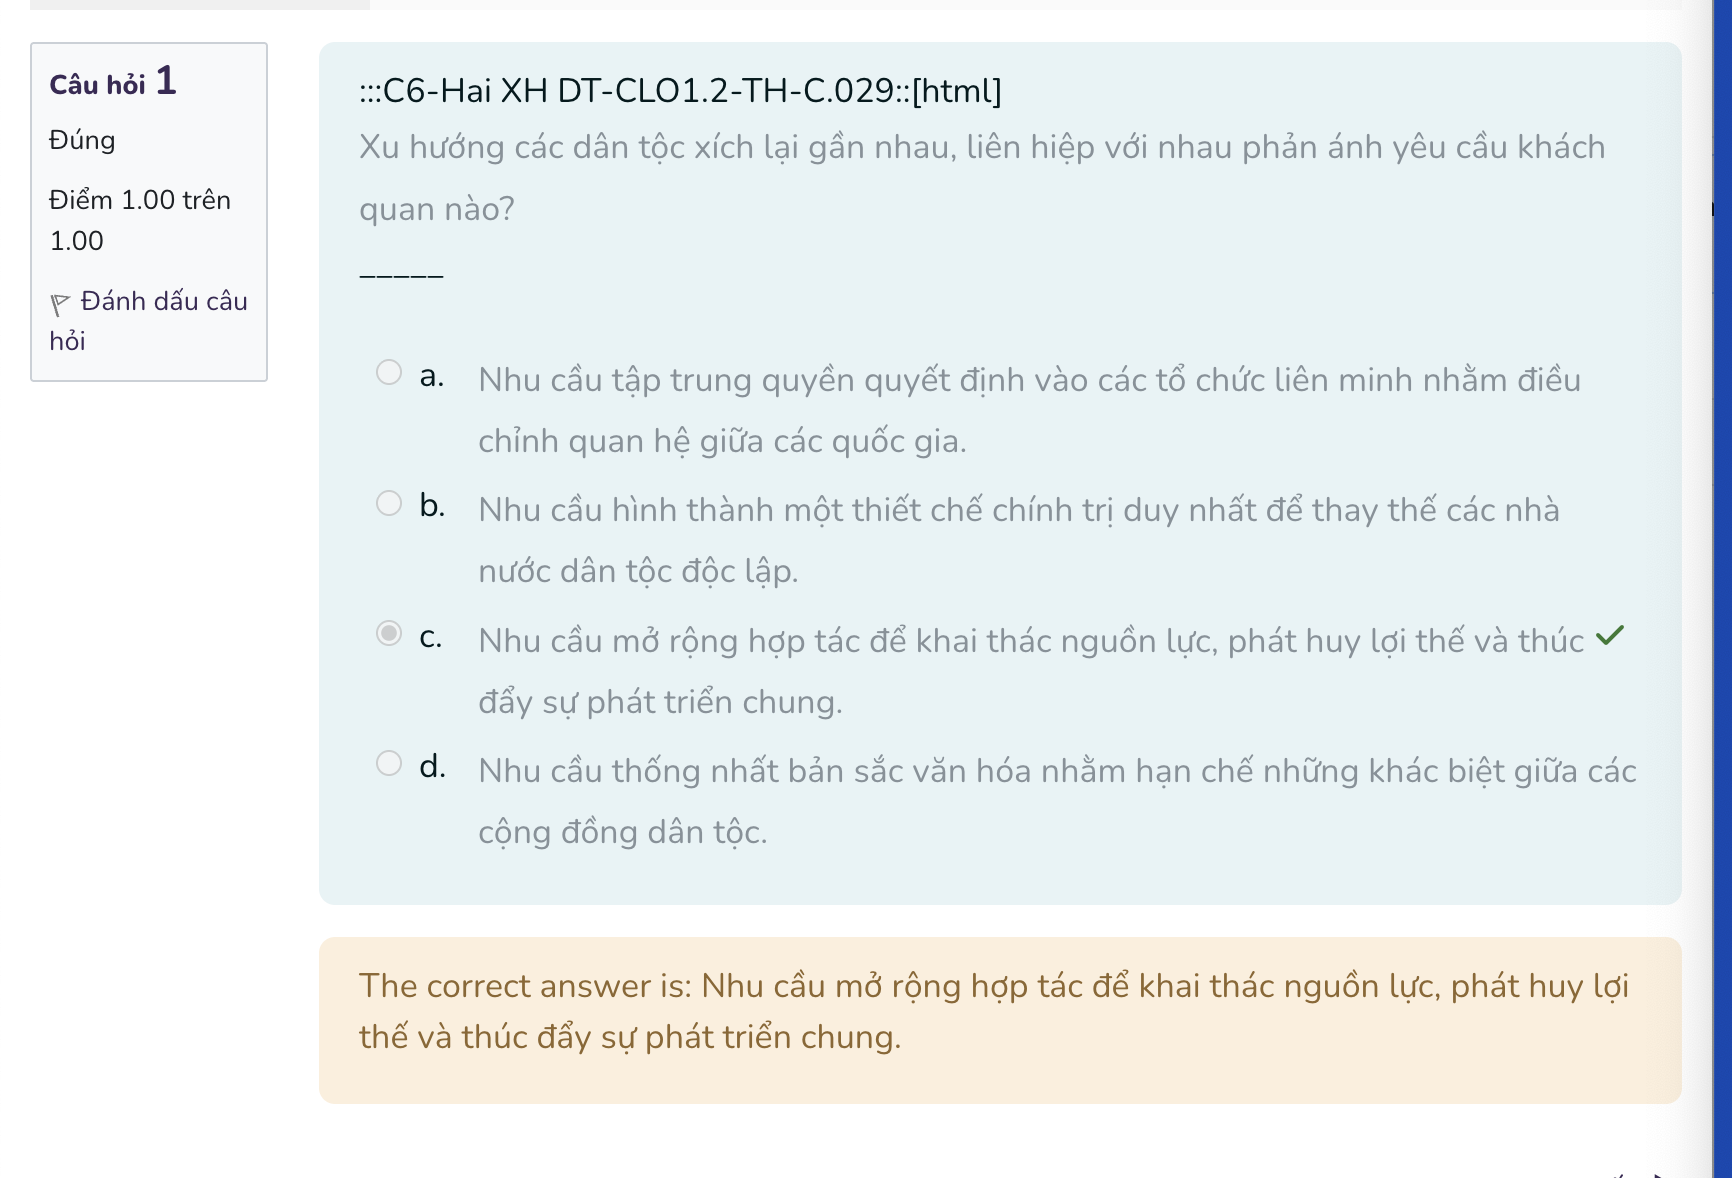 Câu hỏi 1
Đúng
Điểm 1.00 trên
1.00
Đánh dấu câu
hỏi
:::C6-Hai XH DT-CLO1.2-TH-C.029::[html]
Xu hướng các dân tộc xích lại gần nhau, liên hiệp với nhau phản ánh yêu cầu khách
quan nào?
_____
a. Nhu cầu tập trung quyền quyết định vào các tổ chức liên minh nhằm điều
chỉnh quan hệ giữa các quốc gia.
b. Nhu cầu hình thành một thiết chế chính trị duy nhất để thay thế các nhà
nước dân tộc độc lập.
c. Nhu cầu mở rộng hợp tác để khai thác nguồn lực, phát huy lợi thế và thúc
đẩy sự phát triển chung.
d. Nhu cầu thống nhất bản sắc văn hóa nhằm hạn chế những khác biệt giữa các
cộng đồng dân tộc.
The correct answer is: Nhu cầu mở rộng hợp tác để khai thác nguồn lực, phát huy lợi
thế và thúc đẩy sự phát triển chung.